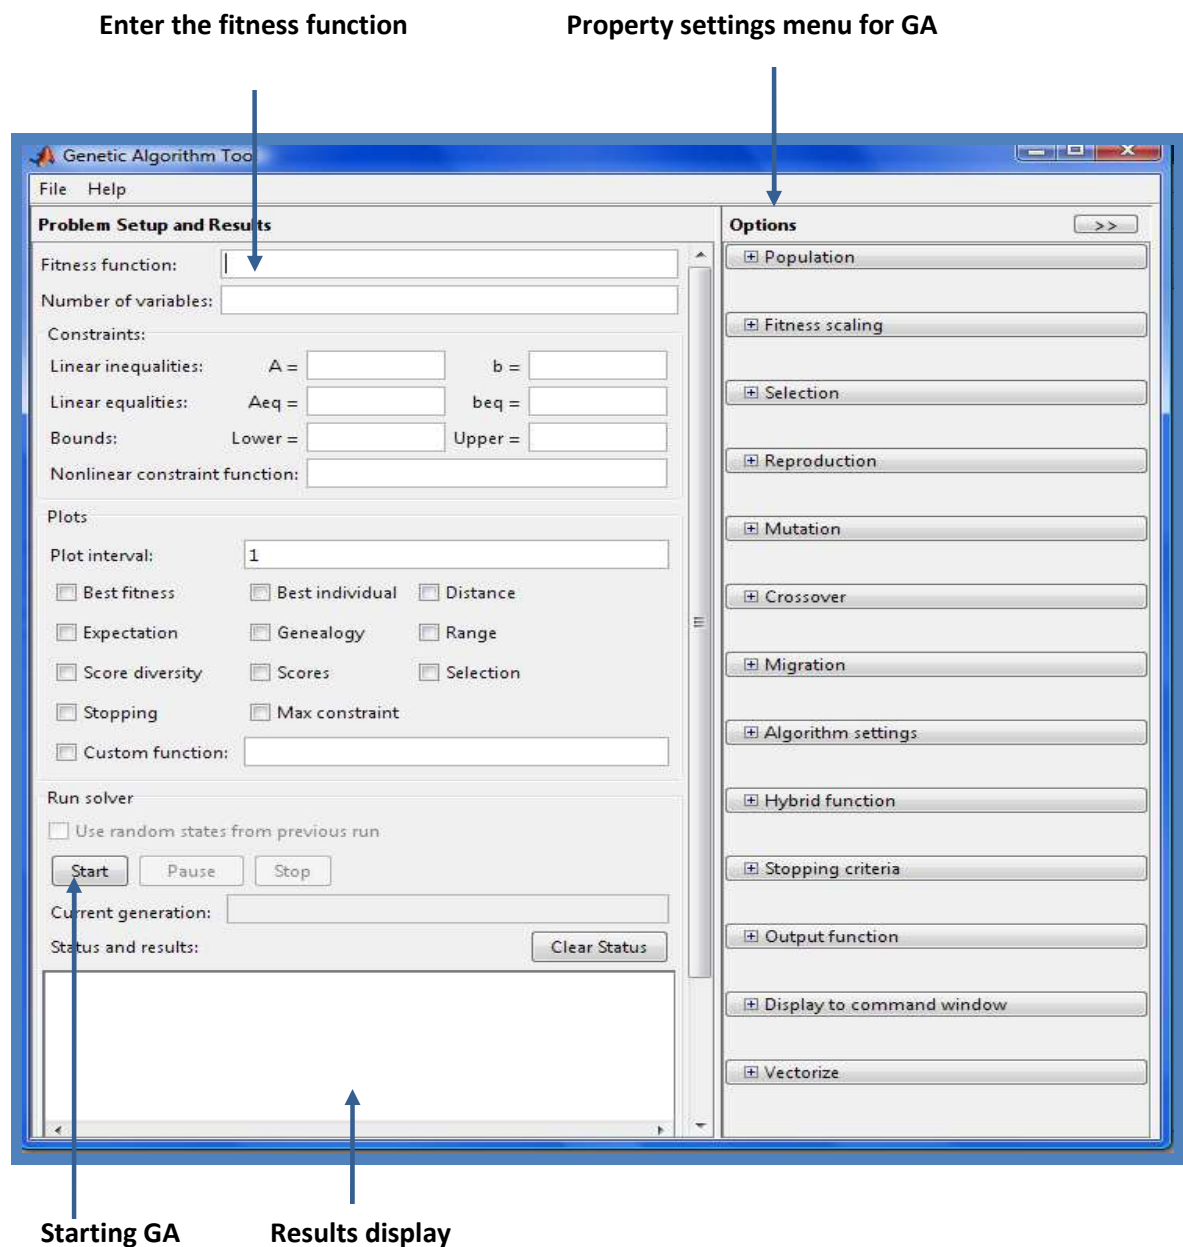 Enter the fitness function
Property settings menu for GA
Genetic Algorithm Tool
File Help
Problem Setup and Results
Fitness function:
Number of variables:
Constraints:
Linear inequalities: A = b =
Linear equalities: Aeq = beq =
Bounds: Lower = Upper =
Nonlinear constraint function:
Plots
Plot interval: 1
Best fitness Best individual Distance
Expectation Genealogy Range
Score diversity Scores Selection
Stopping Max constraint
Custom function:
Run solver
Use random states from previous run
Start Pause Stop
Current generation:
Status and results: Clear Status
Options >>
Population
Fitness scaling
Selection
Reproduction
Mutation
Crossover
Migration
Algorithm settings
Hybrid function
Stopping criteria
Output function
Display to command window
Vectorize
Starting GA
Results display